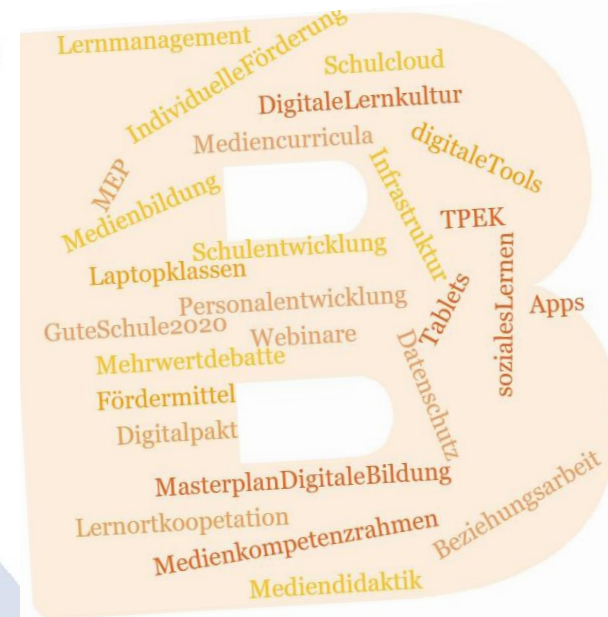 Lernmanagement
IndividuelleFörderung
Schulcloud
DigitaleLernkultur
Mediencurricula
digitaleTools
MEP
Infrastruktur
Medienbildung
TPEK
Schulentwicklung
Laptopklassen
sozialesLernen
Tablets
Personalentwicklung
Apps
GuteSchule2020
Webinare
Mehrwertdebatte
Datenschutz
Fördermittel
Digitalpakt
MasterplanDigitaleBildung
Beziehungsarbeit
Lernortkoopetation
Medienkompetenzrahmen
Mediendidaktik